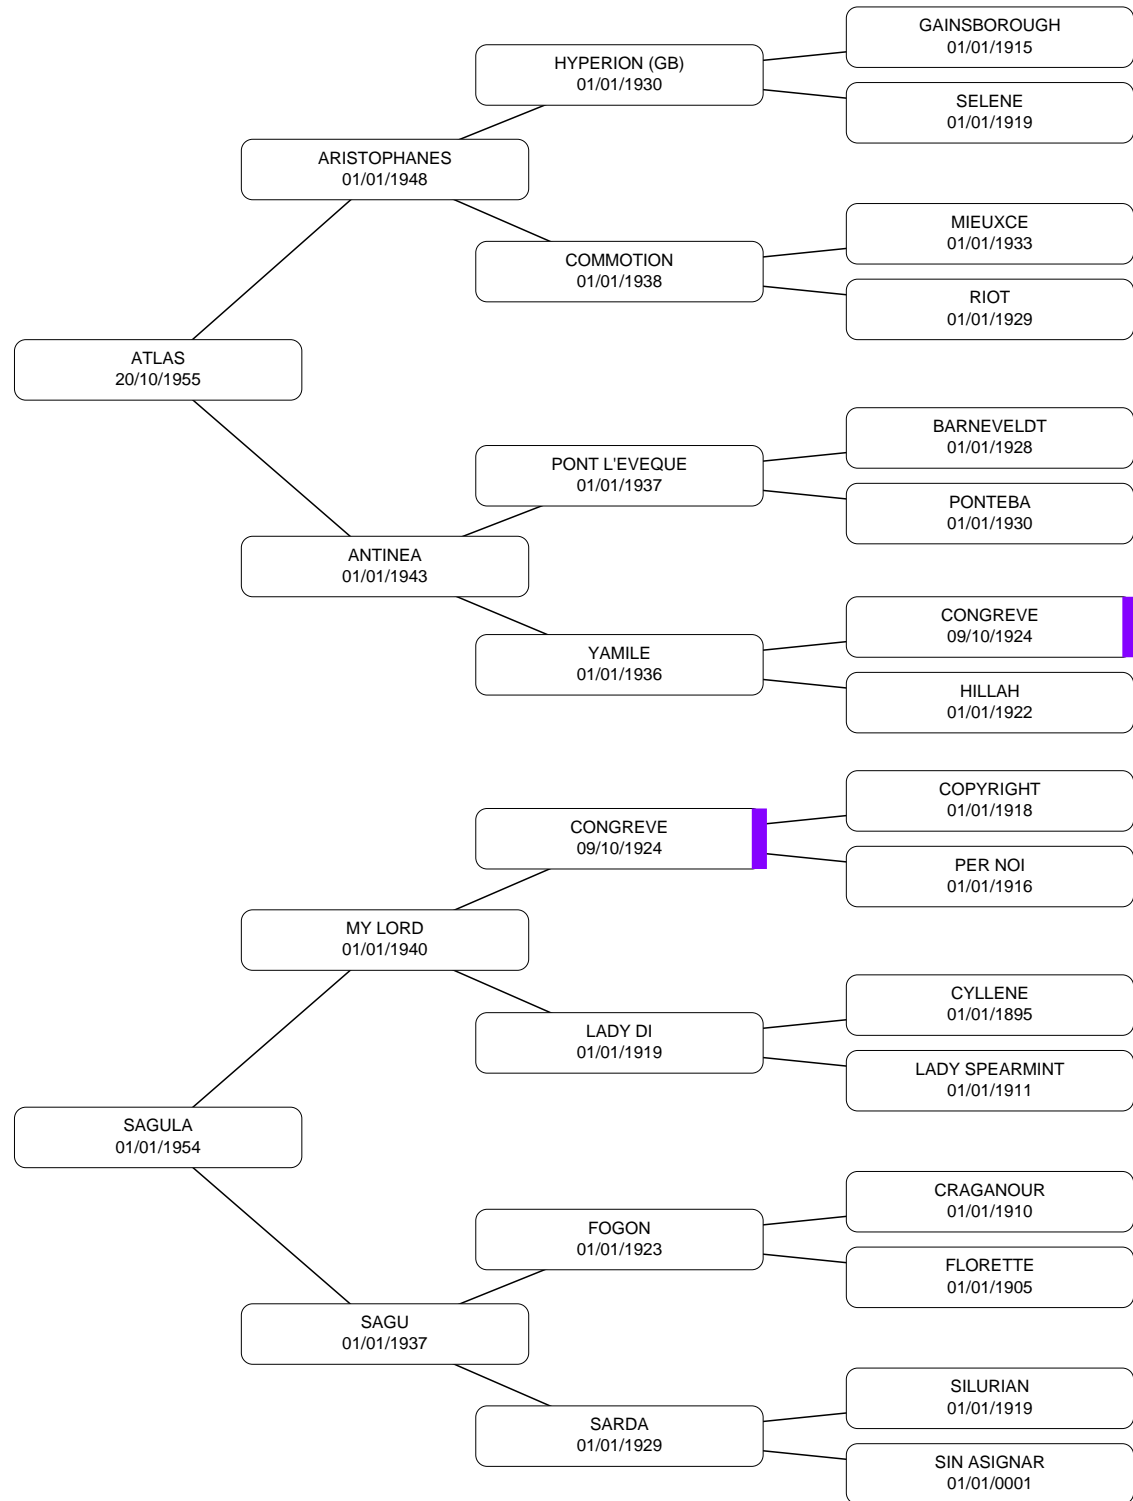 GAINSBOROUGH
01/01/1915
HYPERION (GB)
01/01/1930
SELENE
01/01/1919
ARISTOPHANES
01/01/1948
MIEUXCE
01/01/1933
COMMOTION
01/01/1938
RIOT
01/01/1929
ATLAS
20/10/1955
BARNEVELDT
01/01/1928
PONT L'EVEQUE
01/01/1937
PONTEBA
01/01/1930
ANTINEA
01/01/1943
CONGREVE
09/10/1924
YAMILE
01/01/1936
HILLAH
01/01/1922
COPYRIGHT
01/01/1918
CONGREVE
09/10/1924
PER NOI
01/01/1916
MY LORD
01/01/1940
CYLLENE
01/01/1895
LADY DI
01/01/1919
LADY SPEARMINT
01/01/1911
SAGULA
01/01/1954
CRAGANOUR
01/01/1910
FOGON
01/01/1923
FLORETTE
01/01/1905
SAGU
01/01/1937
SILURIAN
01/01/1919
SARDA
01/01/1929
SIN ASIGNAR
01/01/0001